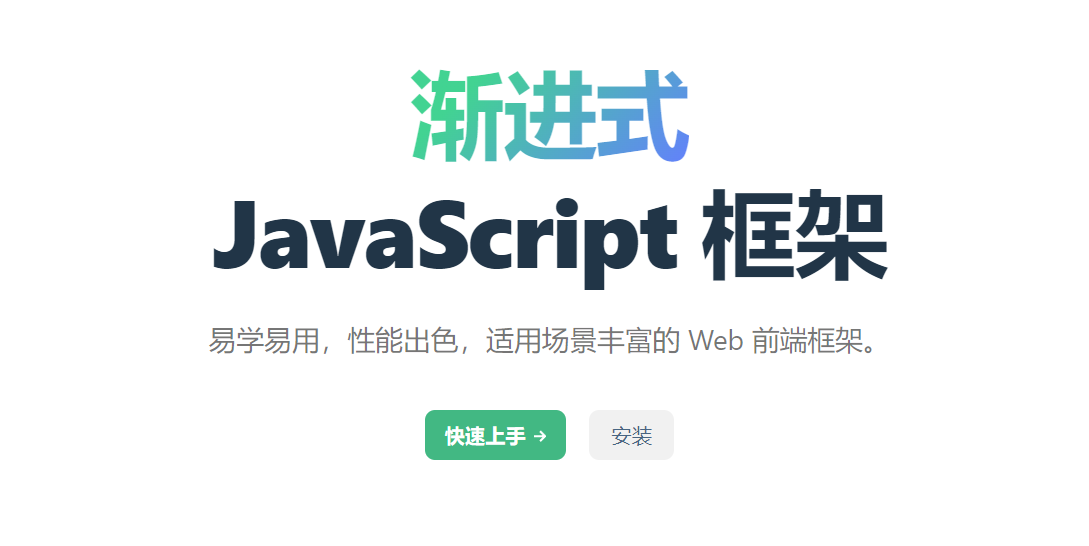 渐进式
JavaScript 框架
易学易用，性能出色，适用场景丰富的 Web 前端框架。
快速上手 →
安装